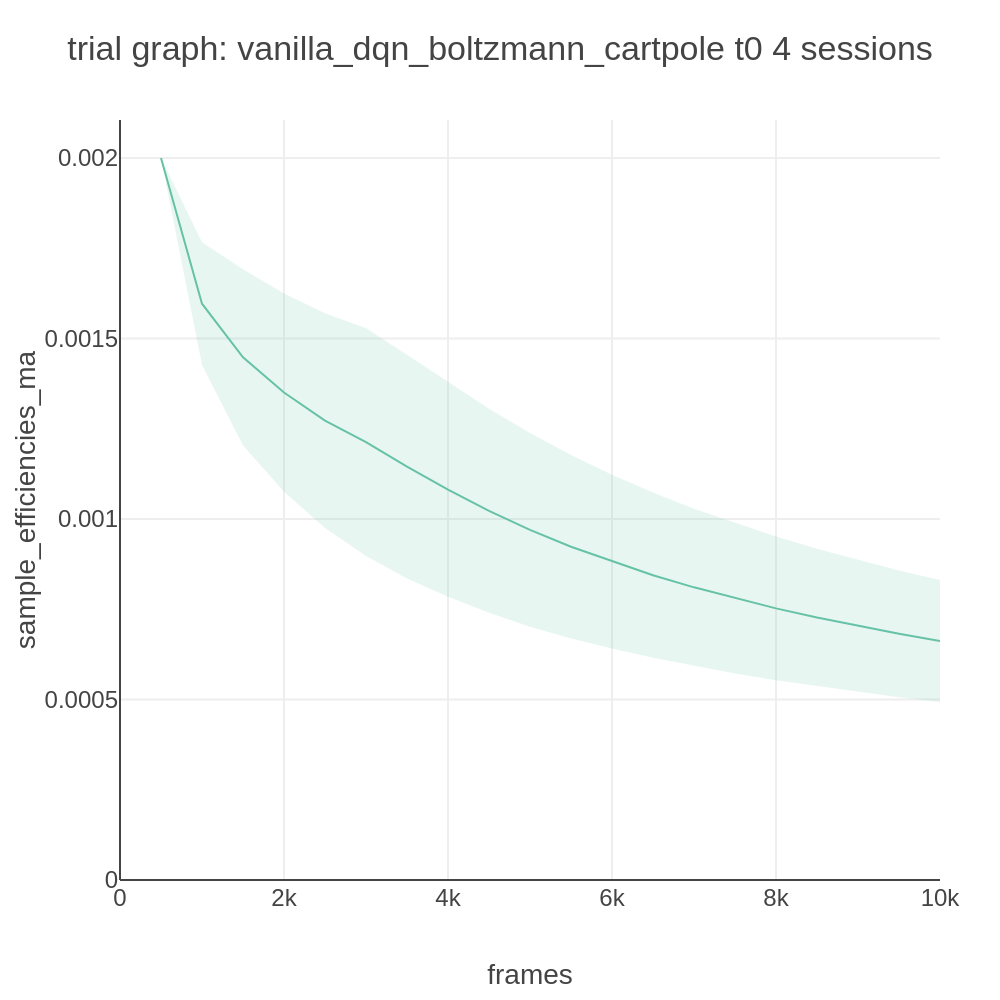 trial graph: vanilla_dqn_boltzmann_cartpole t0 4 sessions
sample_efficiencies_ma
0.002
0.0015
0.001
0.0005
0
0 2k 4k 6k 8k 10k
frames